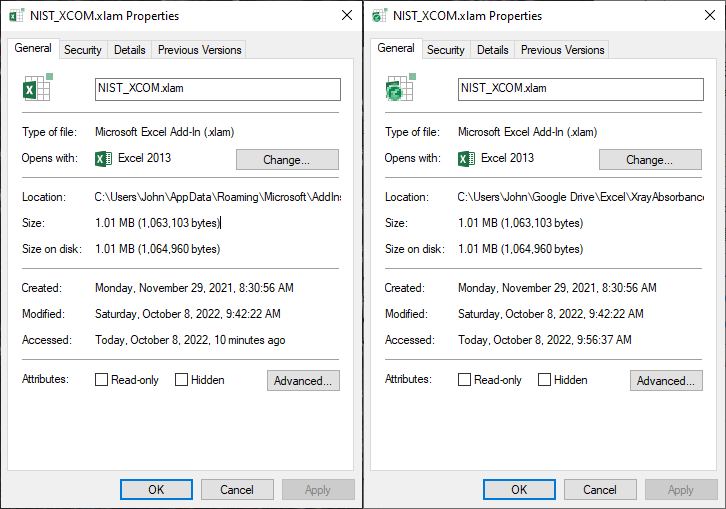 NIST_XCOM.xlam Properties
General Security Details Previous Versions
NIST_XCOM.xlam
Type of file: Microsoft Excel Add-In (.xlam)
Opens with: Excel 2013 Change...
Location: C:\Users\John\AppData\Roaming\Microsoft\AddIns
Size: 1.01 MB (1,063,103 bytes)
Size on disk: 1.01 MB (1,064,960 bytes)
Created: Monday, November 29, 2021, 8:30:56 AM
Modified: Saturday, October 8, 2022, 9:42:22 AM
Accessed: Today, October 8, 2022, 10 minutes ago
Attributes: Read-only Hidden Advanced...
OK Cancel Apply
NIST_XCOM.xlam Properties
General Security Details Previous Versions
NIST_XCOM.xlam
Type of file: Microsoft Excel Add-In (.xlam)
Opens with: Excel 2013 Change...
Location: C:\Users\John\Google Drive\Excel\XrayAbsorbance
Size: 1.01 MB (1,063,103 bytes)
Size on disk: 1.01 MB (1,064,960 bytes)
Created: Monday, November 29, 2021, 8:30:56 AM
Modified: Saturday, October 8, 2022, 9:42:22 AM
Accessed: Today, October 8, 2022, 9:56:37 AM
Attributes: Read-only Hidden Advanced...
OK Cancel Apply